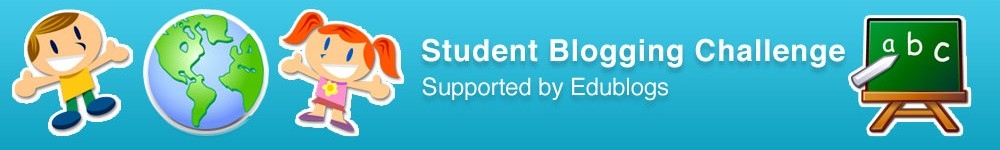 Student Blogging Challenge
Supported by Edublogs
a b c